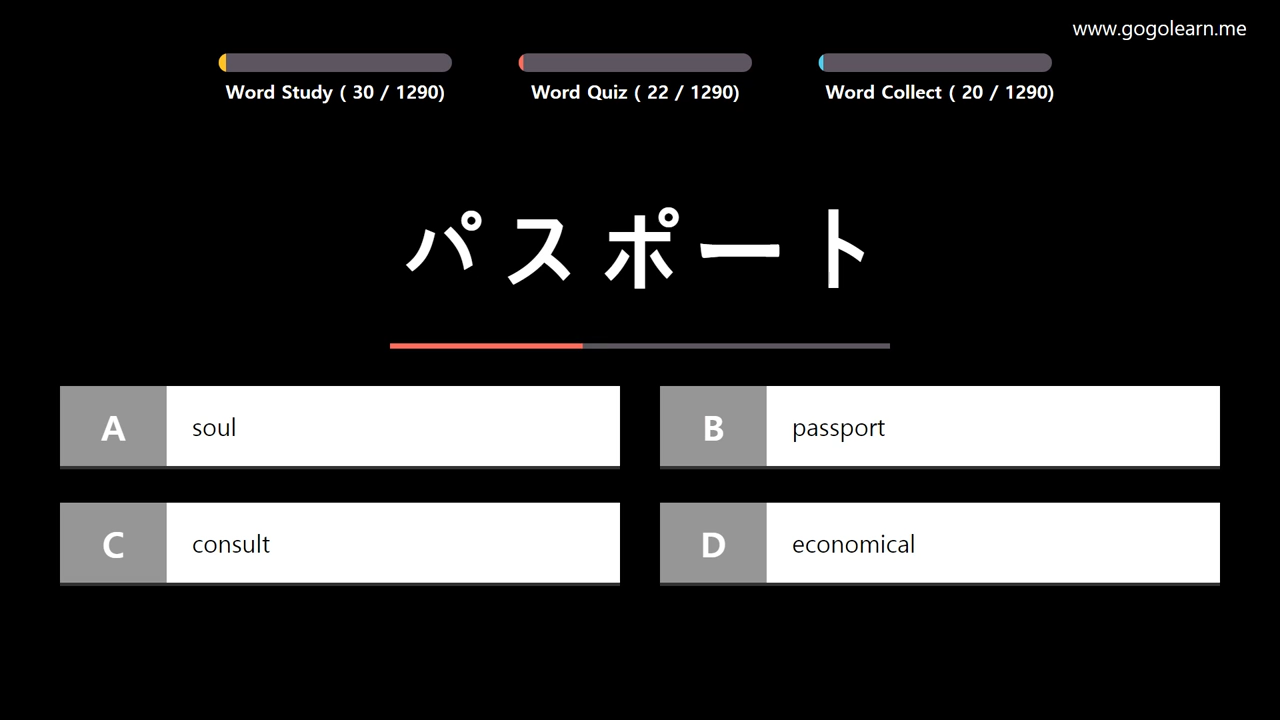 www.gogolearn.me
Word Study ( 30 / 1290)
Word Quiz ( 22 / 1290)
Word Collect ( 20 / 1290)
パスポート
A soul
B passport
C consult
D economical